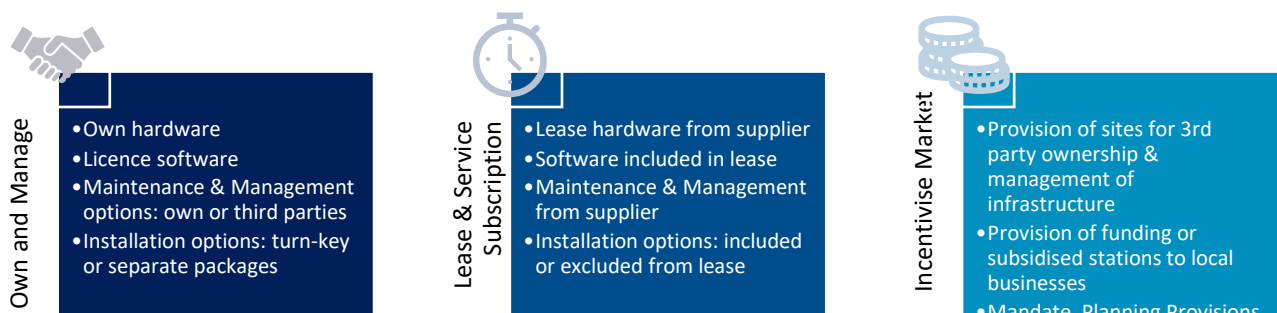 Own and Manage
•Own hardware
•Licence software
•Maintenance & Management
options: own or third parties
•Installation options: turn-key
or separate packages
Lease & Service
Subscription
•Lease hardware from supplier
•Software included in lease
•Maintenance & Management
from supplier
•Installation options: included
or excluded from lease
Incentivise Market
•Provision of sites for 3rd
party ownership &
management of
infrastructure
•Provision of funding or
subsidised stations to local
businesses
•Mandate, Planning Provisions